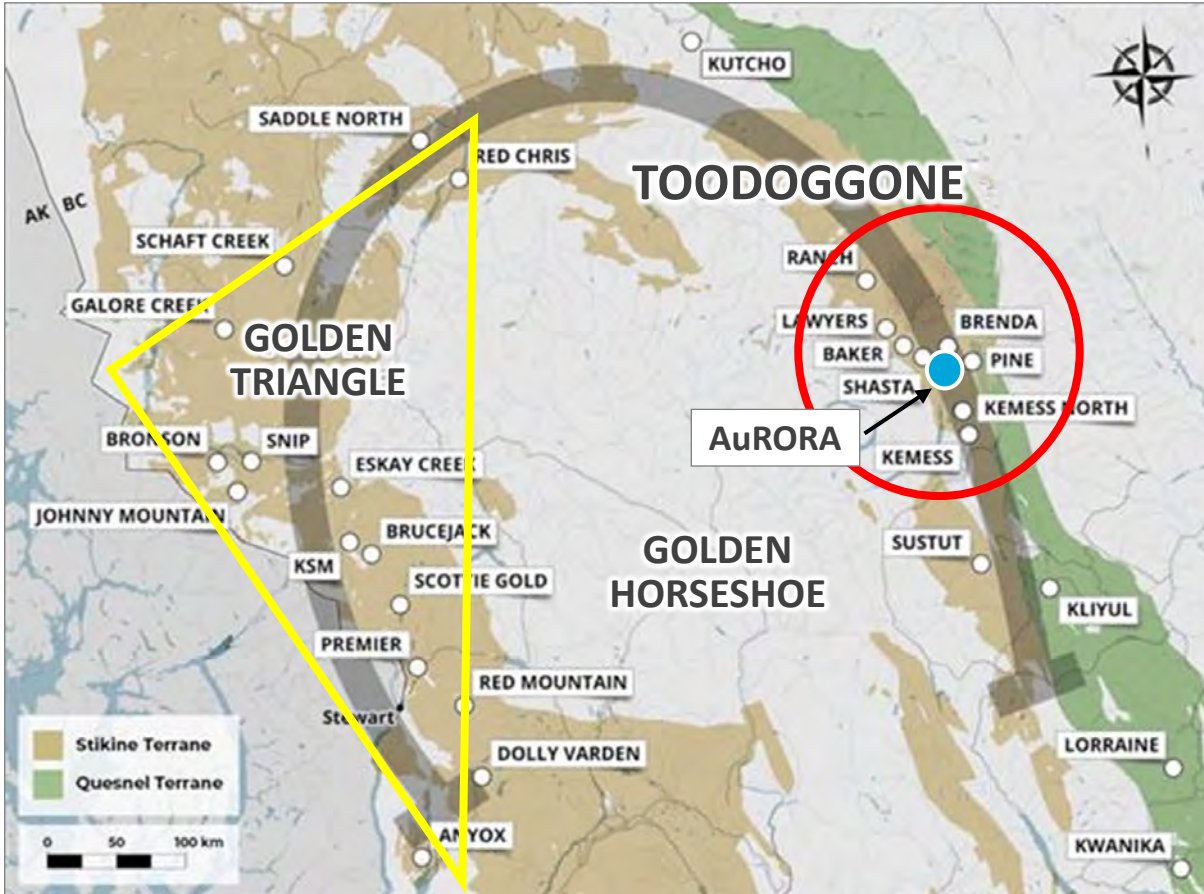 KUTCHO
SADDLE NORTH
RED CHRIS
TOODOGGONE
AK
BC
SCHAFT CREEK
RANCH
GALORE CREEK
LAWYERS
BRENDA
GOLDEN
TRIANGLE
BAKER
PINE
SHASTA
KEMESS NORTH
AuRORA
BRONSON
SNIP
KEMESS
ESKAY CREEK
JOHNNY MOUNTAIN
BRUCEJACK
KSM
GOLDEN
HORSESHOE
SUSTUT
SCOTTIE GOLD
KLIYUL
PREMIER
RED MOUNTAIN
Stewart
Stikine Terrane
DOLLY VARDEN
LORRAINE
Quesnel Terrane
0 50 100 km
ANYOX
KWANIKA